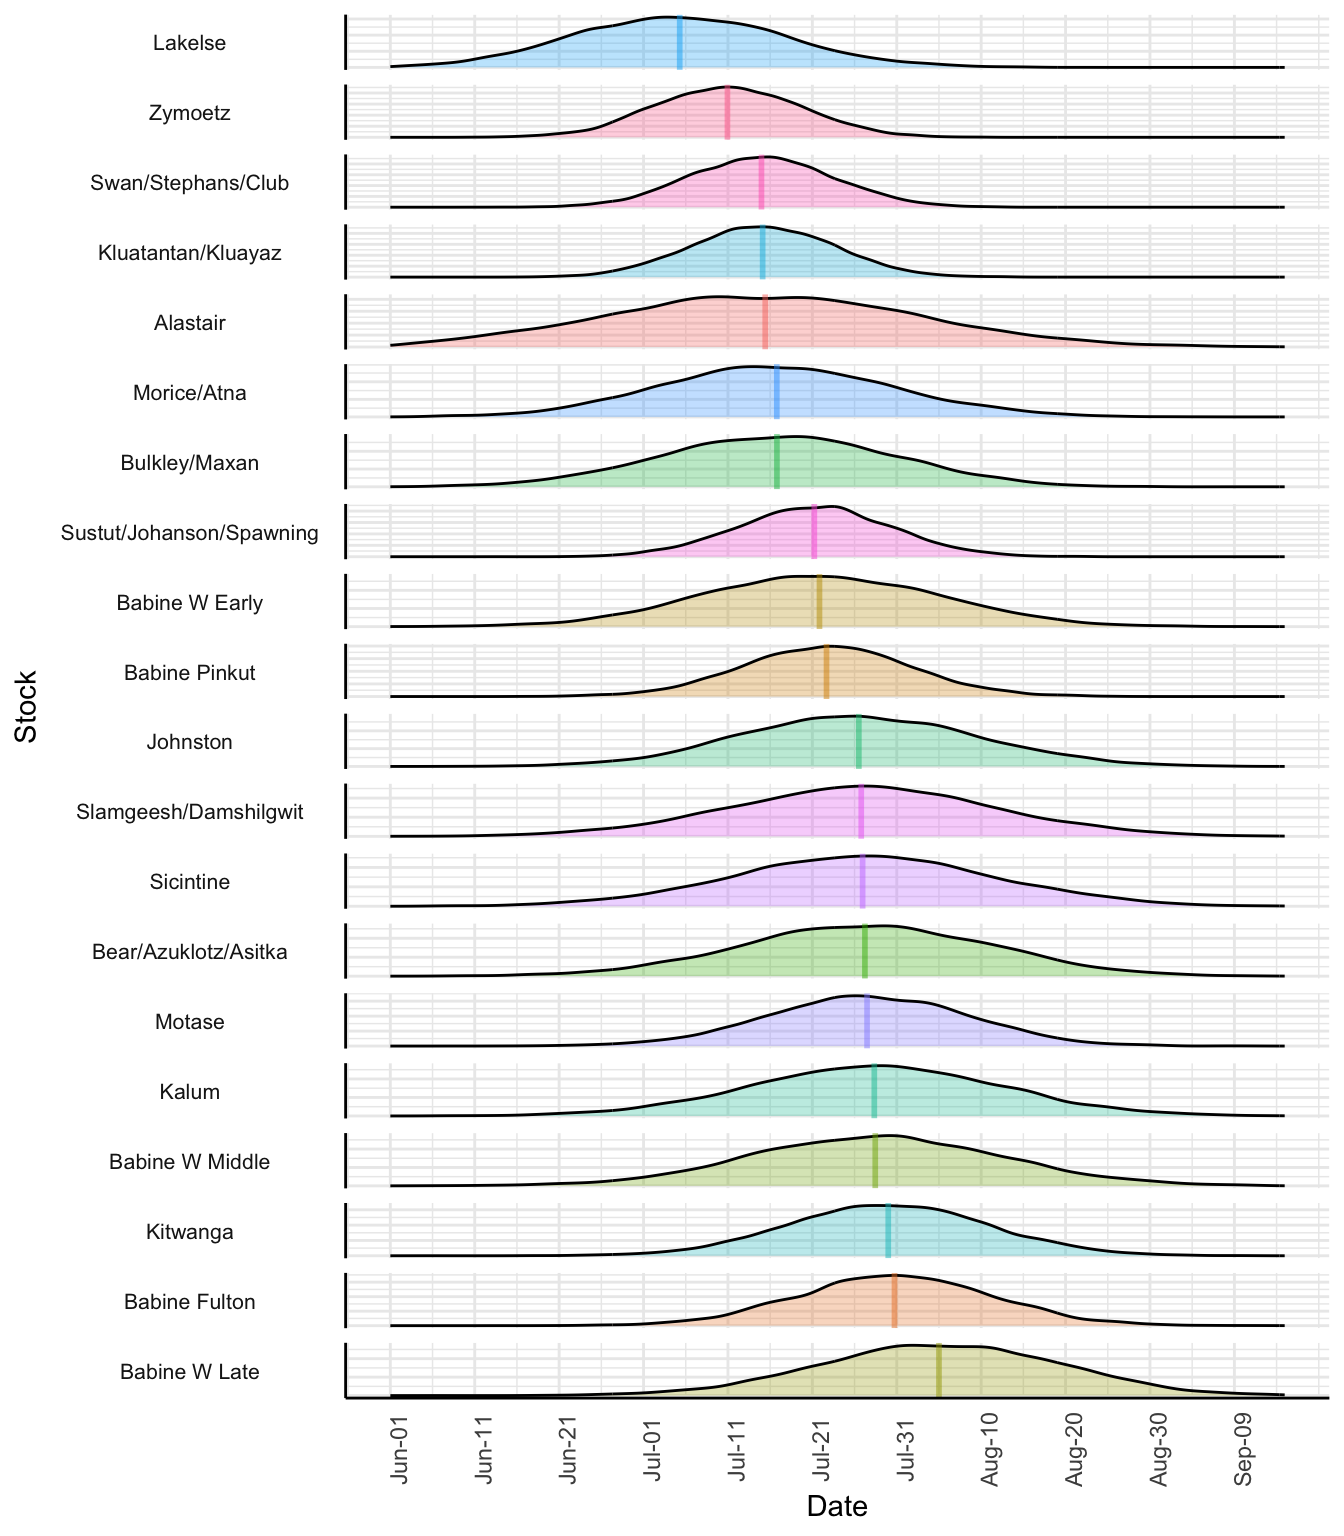 Lakelse
Zymoetz
Swan/Stephans/Club
Kluatantan/Kluayaz
Alastair
Morice/Atna
Bulkley/Maxan
Sustut/Johanson/Spawning
Babine W Early
Babine Pinkut
Johnston
Slamgeesh/Damshilgwit
Sicintine
Bear/Azuklotz/Asitka
Motase
Kalum
Babine W Middle
Kitwanga
Babine Fulton
Babine W Late
Stock
Jun-01 Jun-11 Jun-21 Jul-01 Jul-11 Jul-21 Jul-31 Aug-10 Aug-20 Aug-30 Sep-09
Date